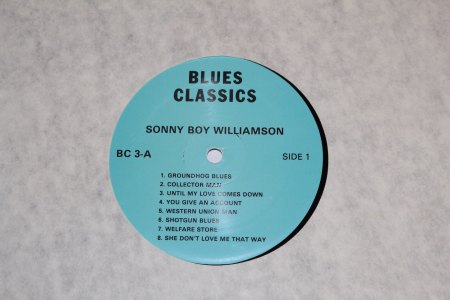 BLUES
CLASSICS
SONNY BOY WILLIAMSON
BC 3-A
SIDE 1
1. GROUNDHOG BLUES
2. COLLECTOR MAN
3. UNTIL MY LOVE COMES DOWN
4. YOU GIVE AN ACCOUNT
5. WESTERN UNION MAN
6. SHOTGUN BLUES
7. WELFARE STORE
8. SHE DON'T LOVE ME THAT WAY